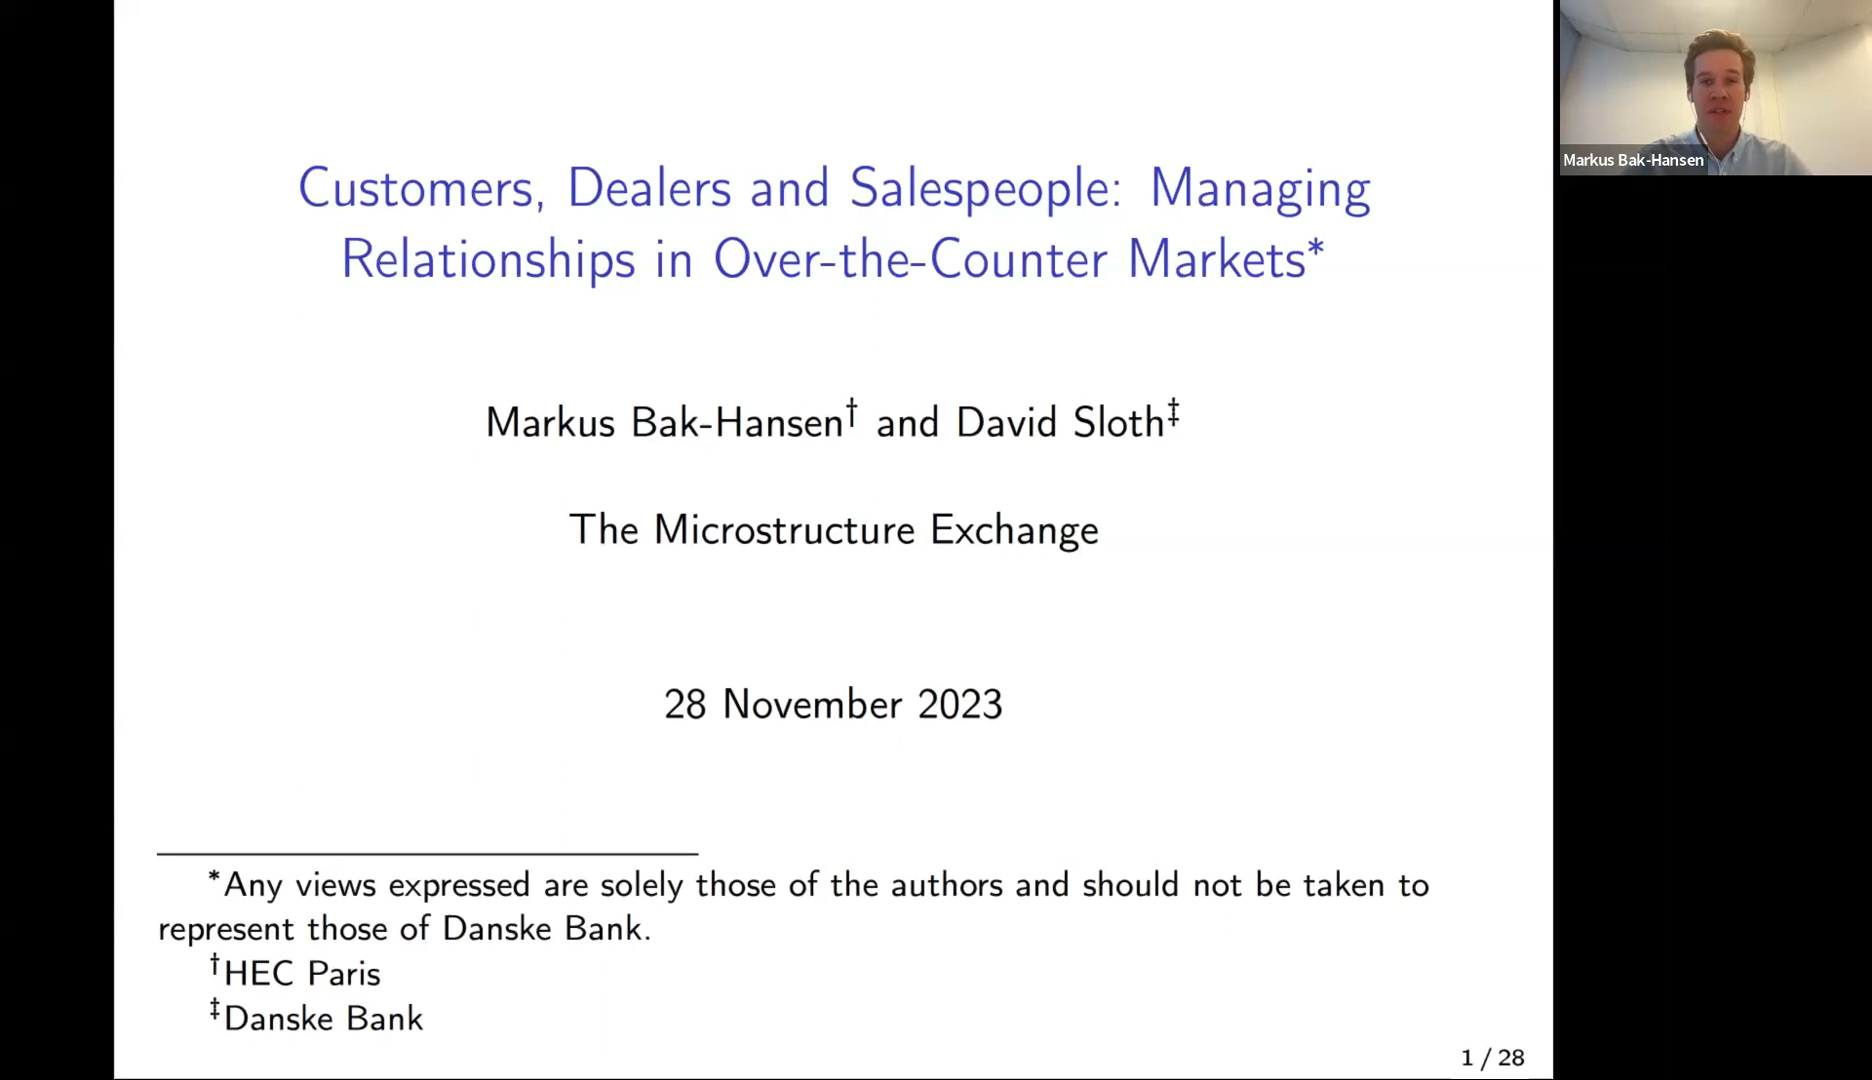 Customers, Dealers and Salespeople: Managing
Relationships in Over-the-Counter Markets*
Markus Bak-Hansen† and David Sloth‡
The Microstructure Exchange
28 November 2023
*Any views expressed are solely those of the authors and should not be taken to
represent those of Danske Bank.
†HEC Paris
‡Danske Bank
1 / 28
Markus Bak-Hansen